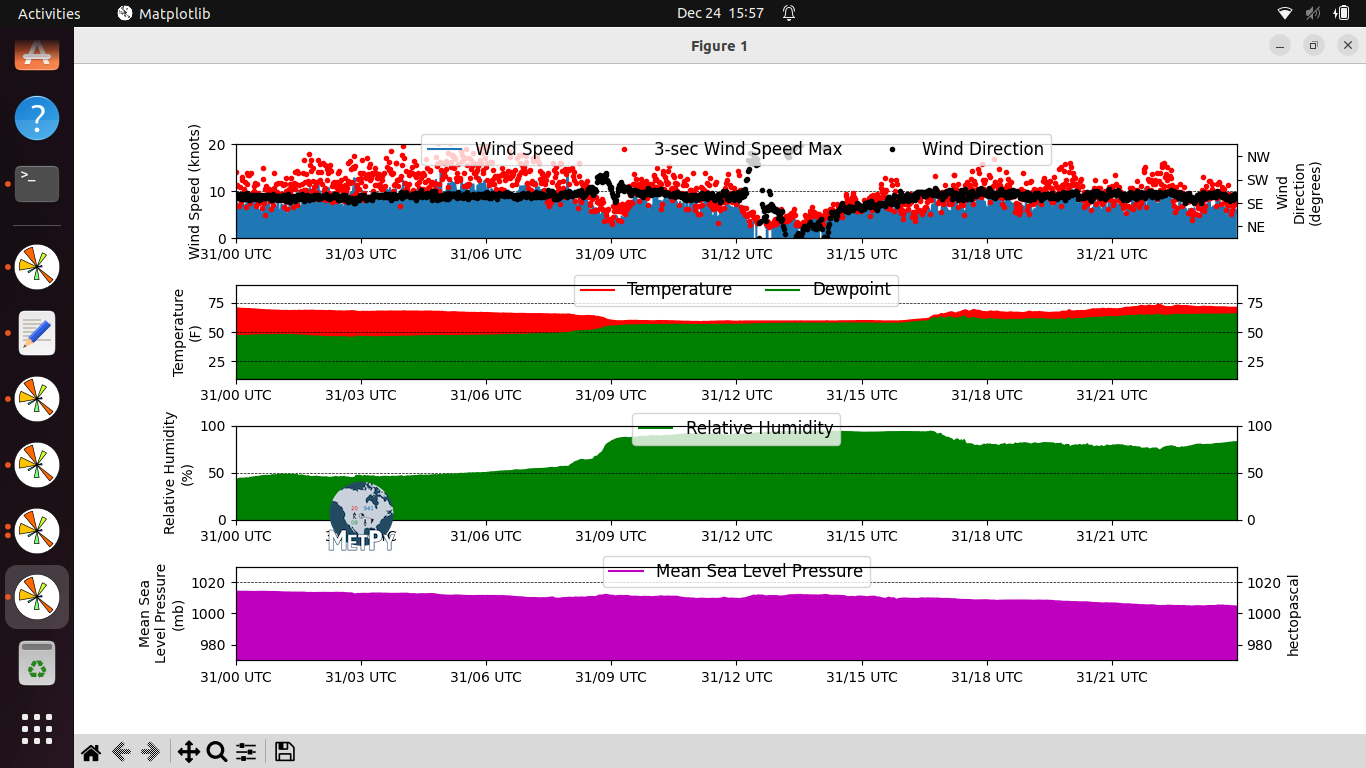 Activities Matplotlib Dec 24 15:57
Figure 1
Wind Speed (knots)
20
10
0
Wind Speed 3-sec Wind Speed Max Wind Direction
NW
SW
SE
NE
Wind
Direction
(degrees)
31/00 UTC 31/03 UTC 31/06 UTC 31/09 UTC 31/12 UTC 31/15 UTC 31/18 UTC 31/21 UTC
Temperature
(F)
75
50
25
Temperature Dewpoint
75
50
25
31/00 UTC 31/03 UTC 31/06 UTC 31/09 UTC 31/12 UTC 31/15 UTC 31/18 UTC 31/21 UTC
Relative Humidity
(%)
100
50
0
Relative Humidity
100
50
0
31/00 UTC 31/03 UTC 31/06 UTC 31/09 UTC 31/12 UTC 31/15 UTC 31/18 UTC 31/21 UTC
20 941
METPY
Mean Sea
Level Pressure
(mb)
1020
1000
980
Mean Sea Level Pressure
1020
1000
980
hectopascal
31/00 UTC 31/03 UTC 31/06 UTC 31/09 UTC 31/12 UTC 31/15 UTC 31/18 UTC 31/21 UTC